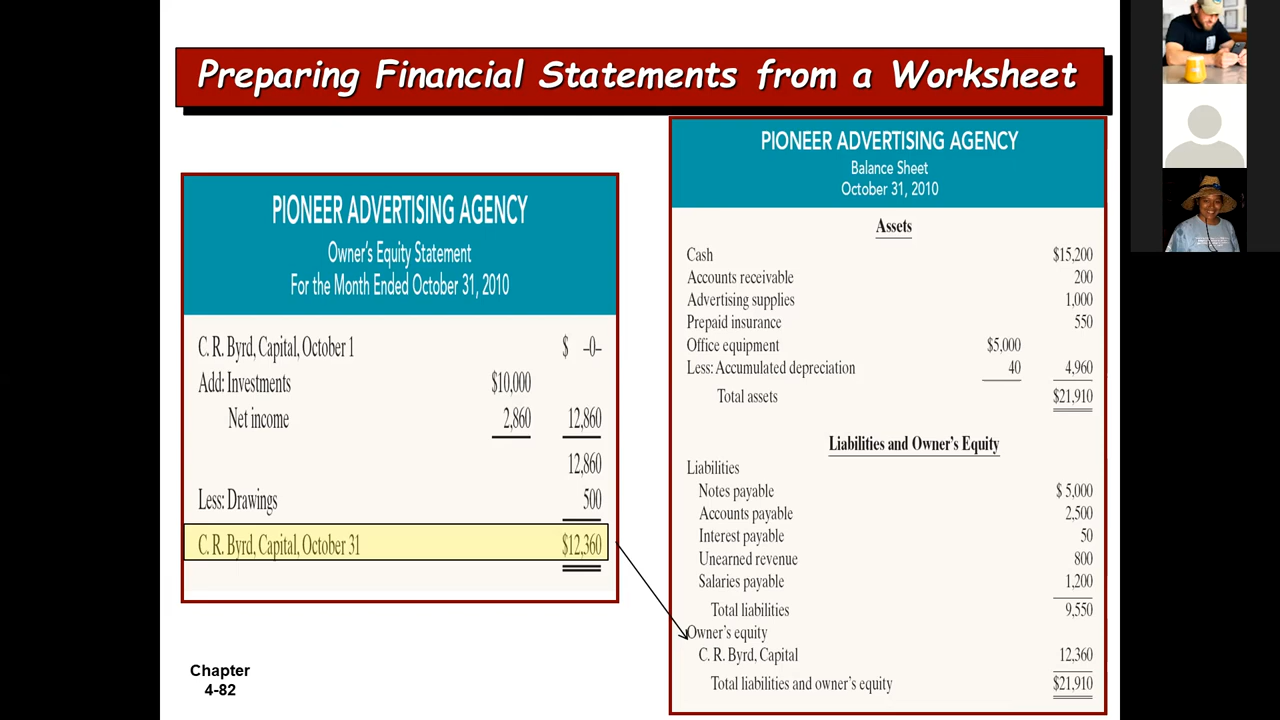 Preparing Financial Statements from a Worksheet
PIONEER ADVERTISING AGENCY
Owner's Equity Statement
For the Month Ended October 31, 2010
C. R. Byrd, Capital, October 1 $ –0–
Add: Investments $10,000
Net income 2,860 12,860
12,860
Less: Drawings 500
C. R. Byrd, Capital, October 31 $12,360
PIONEER ADVERTISING AGENCY
Balance Sheet
October 31, 2010
Assets
Cash $15,200
Accounts receivable 200
Advertising supplies 1,000
Prepaid insurance 550
Office equipment $5,000
Less: Accumulated depreciation 40 4,960
Total assets $21,910
Liabilities and Owner's Equity
Liabilities
Notes payable $ 5,000
Accounts payable 2,500
Interest payable 50
Unearned revenue 800
Salaries payable 1,200
Total liabilities 9,550
Owner's equity
C. R. Byrd, Capital 12,360
Total liabilities and owner's equity $21,910
Chapter
4-82